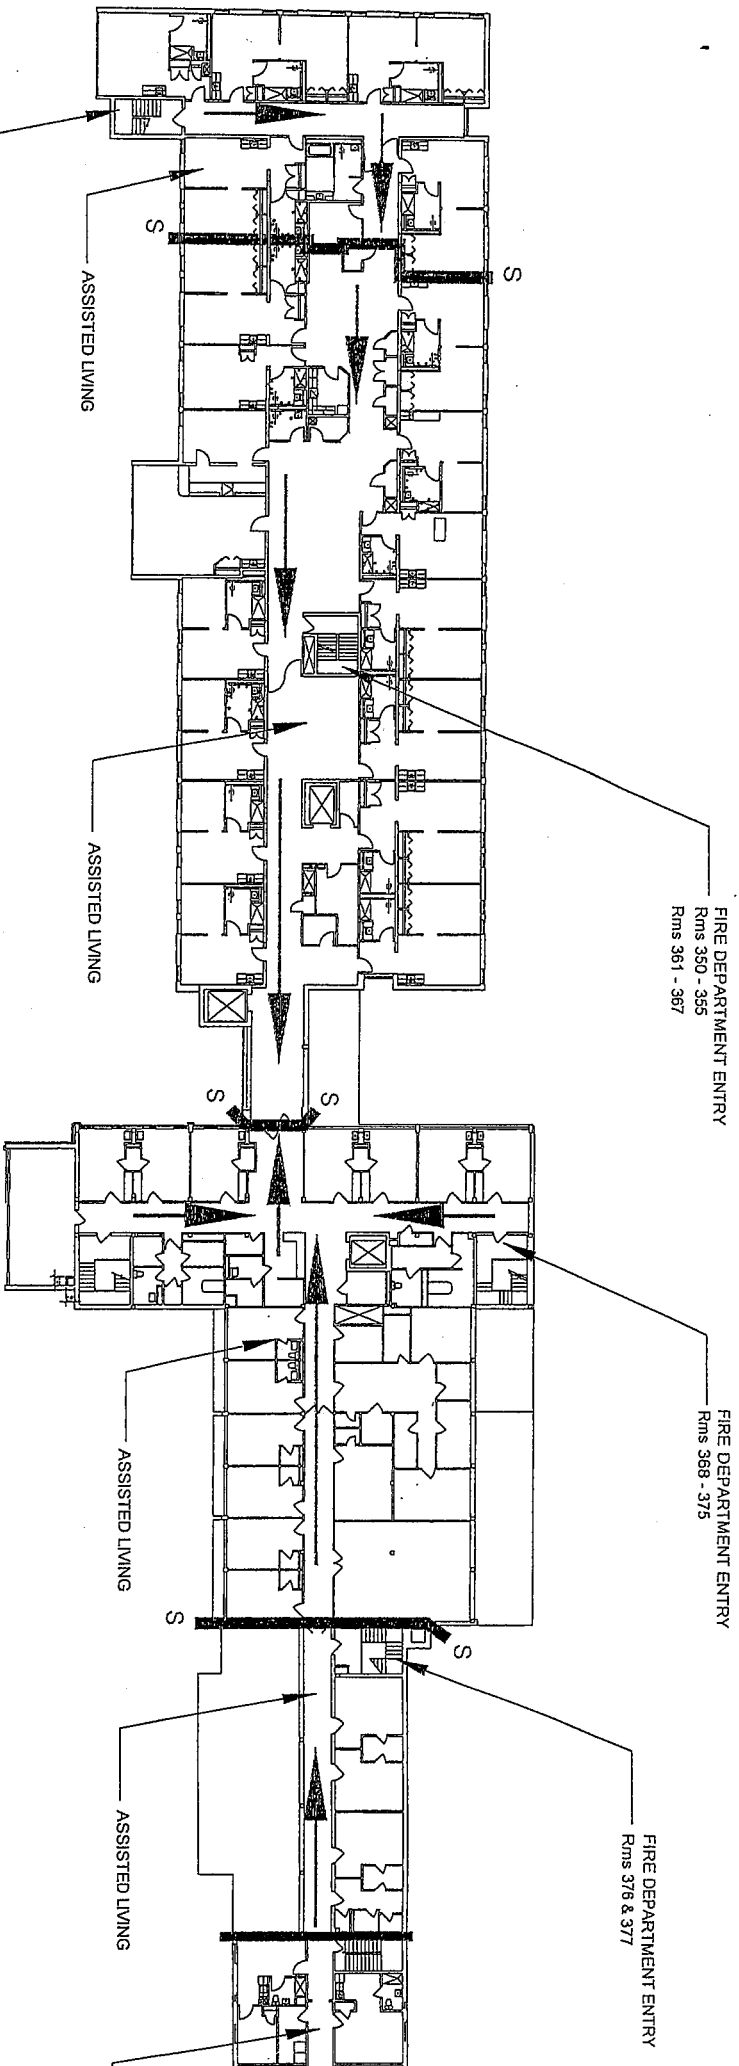 FIRE DEPARTMENT ENTRY
Rms 350 - 355
Rms 361 - 367
FIRE DEPARTMENT ENTRY
Rms 368 - 375
FIRE DEPARTMENT ENTRY
Rms 376 & 377
S
S
S
S
S
S
ASSISTED LIVING
ASSISTED LIVING
ASSISTED LIVING
ASSISTED LIVING